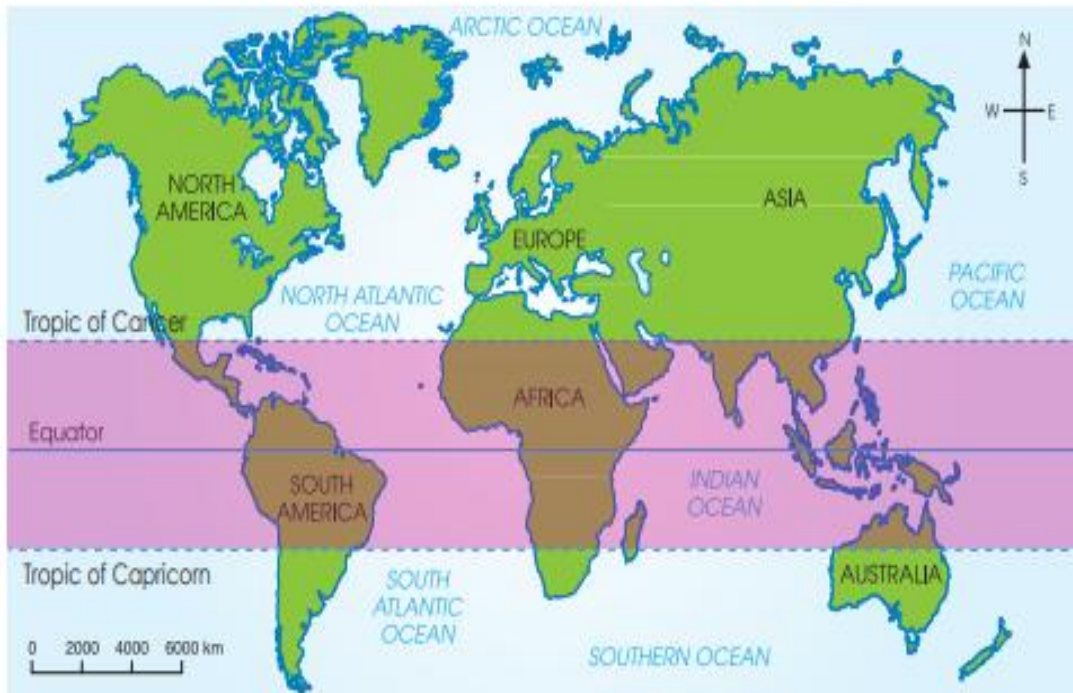 ARCTIC OCEAN
N
W
E
S
NORTH
AMERICA
ASIA
EUROPE
NORTH ATLANTIC
OCEAN
PACIFIC
OCEAN
Tropic of Cancer
AFRICA
Equator
SOUTH
AMERICA
INDIAN
OCEAN
Tropic of Capricorn
SOUTH
ATLANTIC
OCEAN
AUSTRALIA
0 2000 4000 6000 km
SOUTHERN OCEAN